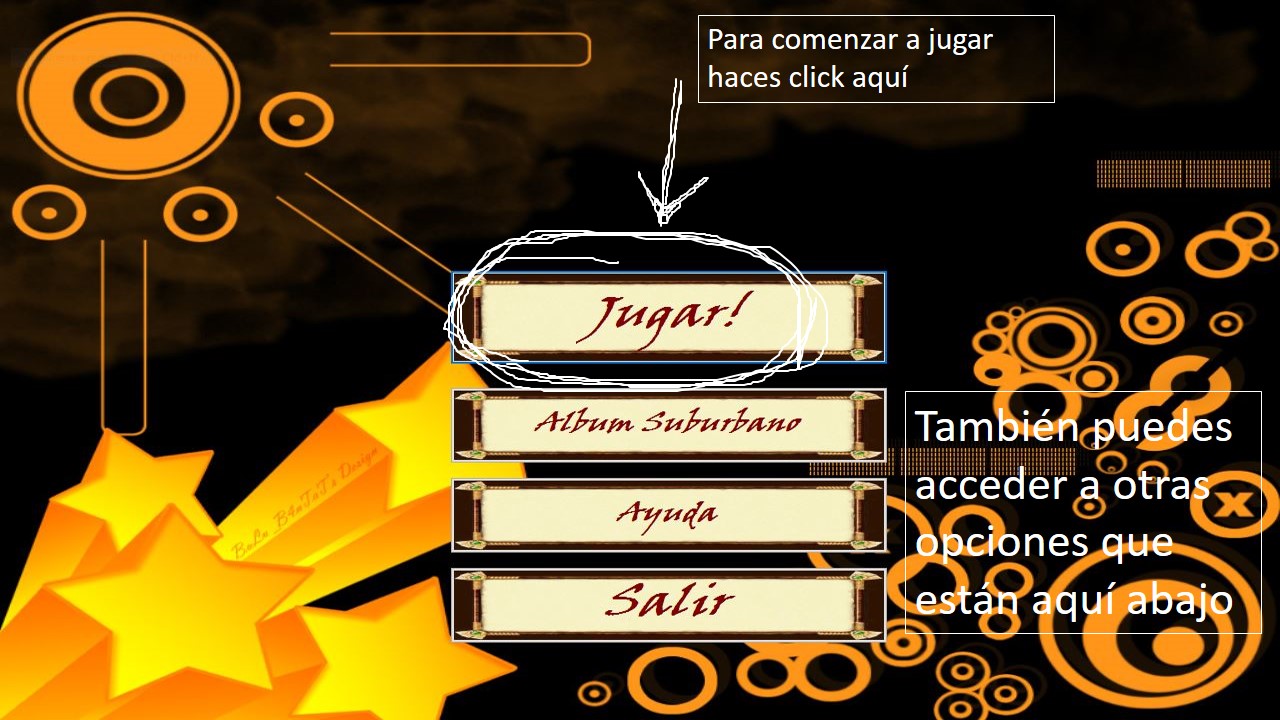 Para comenzar a jugar
haces click aquí
Jugar!
Album Suburbano
Ayuda
Salir
También puedes
acceder a otras
opciones que
están aquí abajo
Design